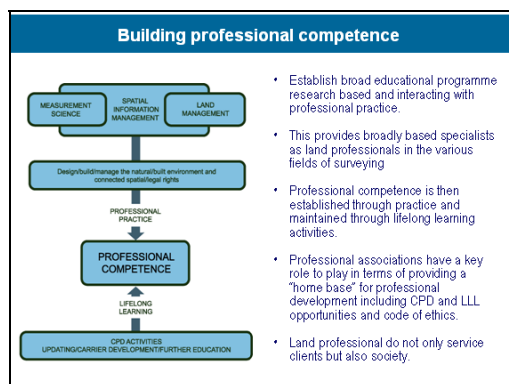 Building professional competence
MEASUREMENT
SCIENCE
SPATIAL
INFORMATION
MANAGEMENT
LAND
MANAGEMENT
Design/build/manage the natural/built environment and
connected spatial/legal rights
PROFESSIONAL
PRACTICE
PROFESSIONAL
COMPETENCE
LIFELONG
LEARNING
CPD ACTIVITIES
UPDATING/CARRIER DEVELOPMENT/FURTHER EDUCATION
• Establish broad educational programme
research based and interacting with
professional practice.
• This provides broadly based specialists
as land professionals in the various
fields of surveying
• Professional competence is then
established through practice and
maintained through lifelong learning
activities.
• Professional associations have a key
role to play in terms of providing a
"home base" for professional
development including CPD and LLL
opportunities and code of ethics.
• Land professional do not only service
clients but also society.